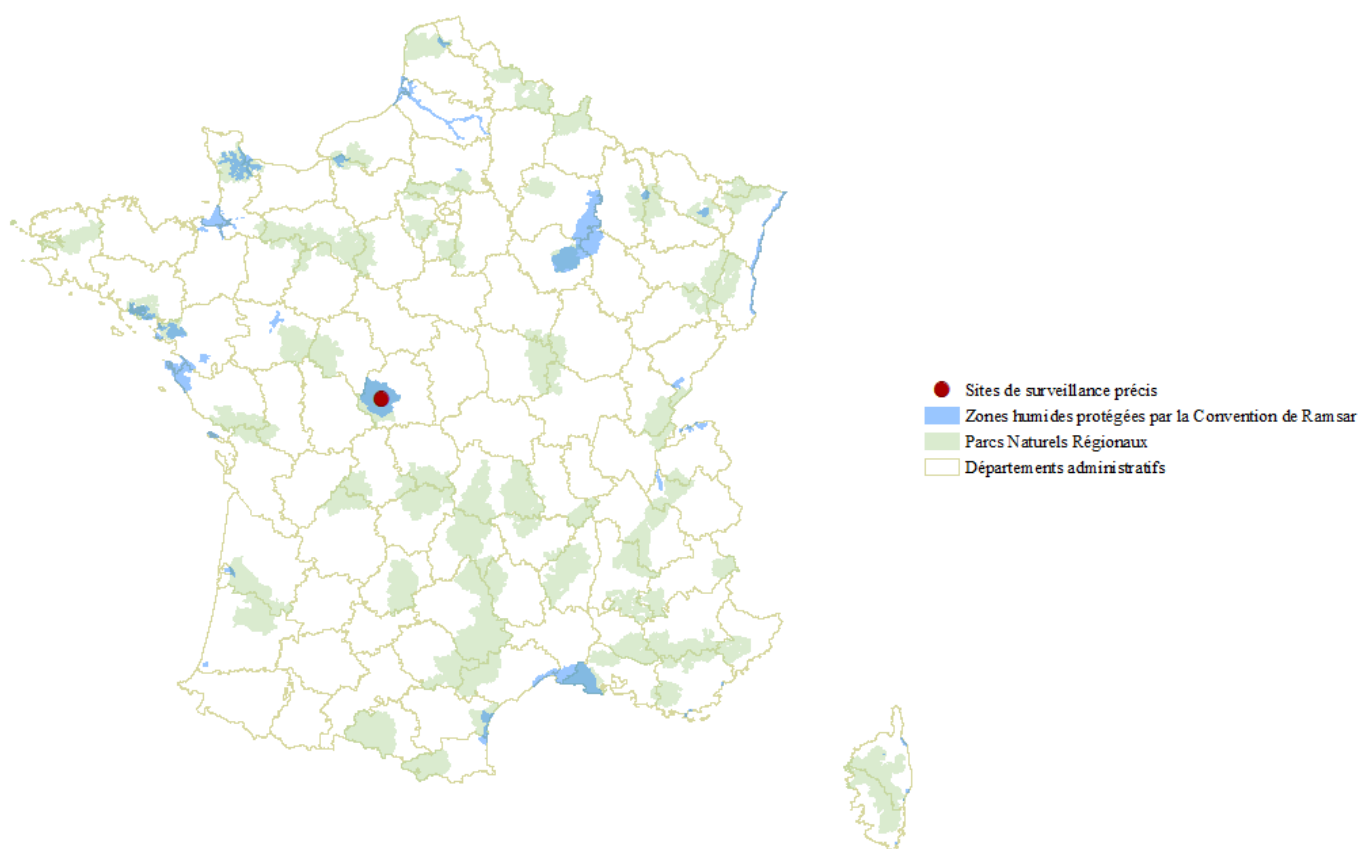 Sites de surveillance précis
Zones humides protégées par la Convention de Ramsar
Parcs Naturels Régionaux
Départements administratifs